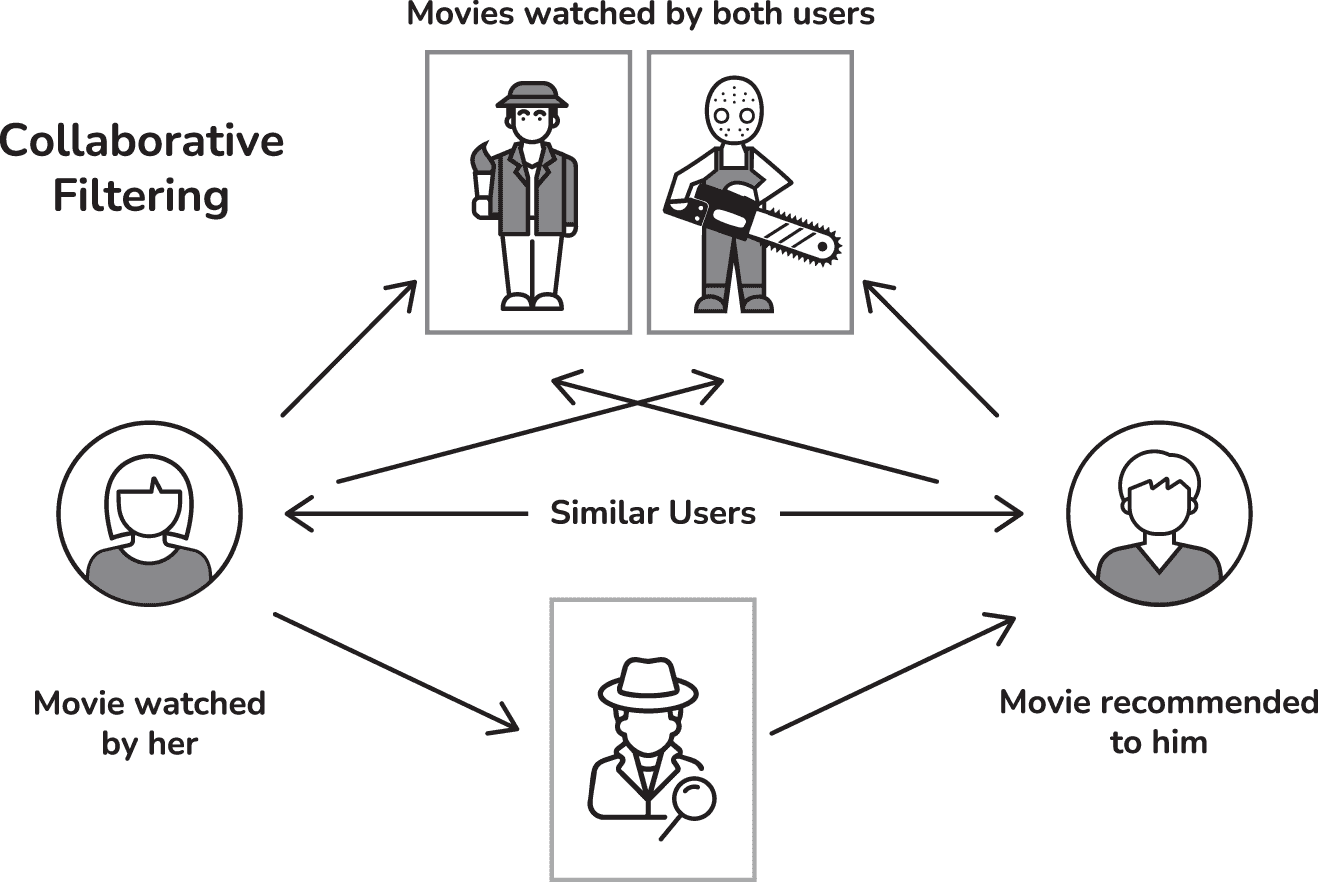 Movies watched by both users
Collaborative
Filtering
Similar Users
Movie watched
by her
Movie recommended
to him